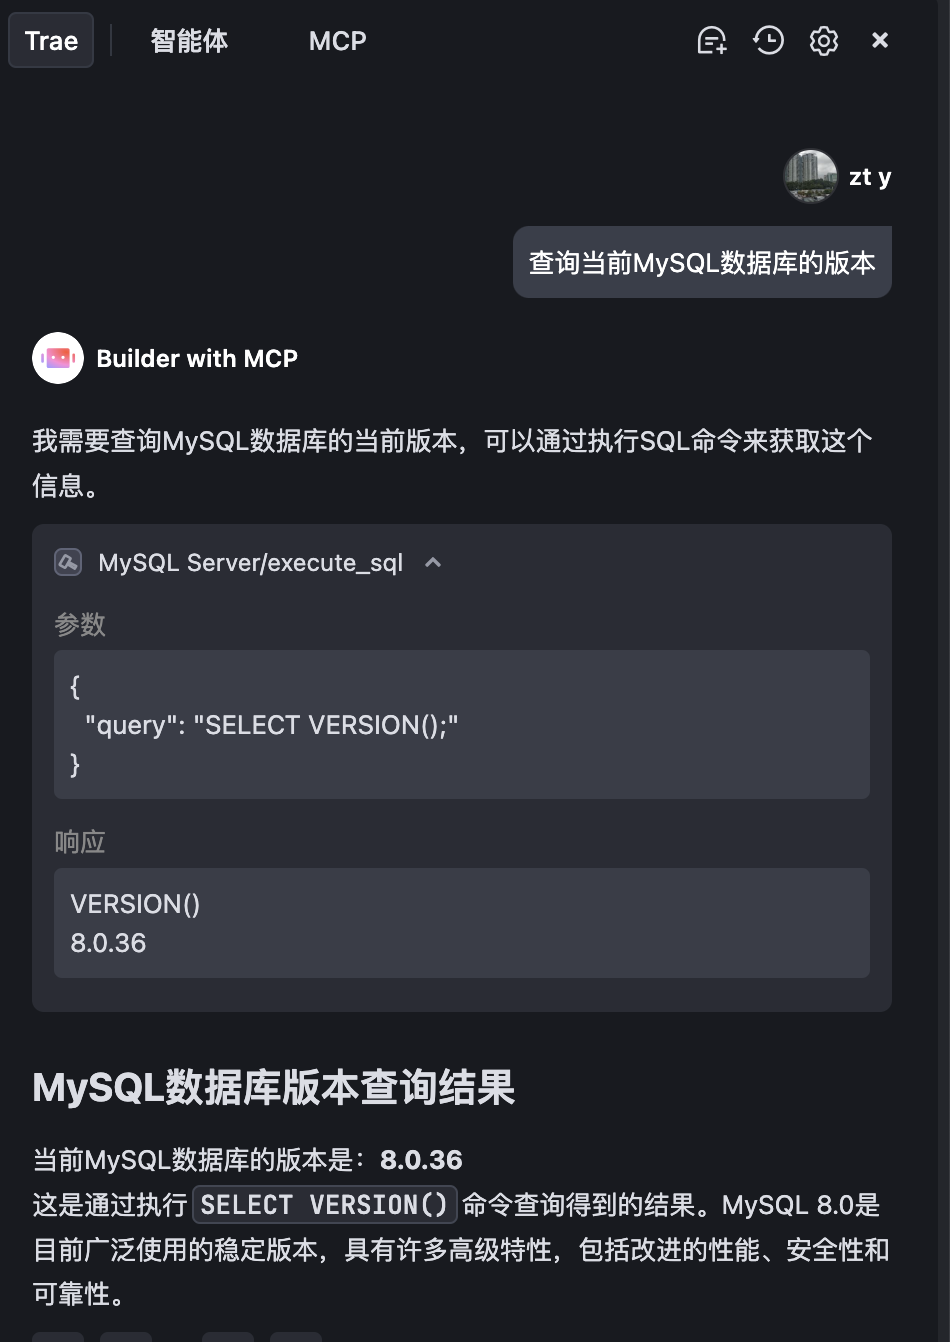 Trae 智能体 MCP
zt y
查询当前MySQL数据库的版本
Builder with MCP
我需要查询MySQL数据库的当前版本，可以通过执行SQL命令来获取这个
信息。
MySQL Server/execute_sql
参数
{
"query": "SELECT VERSION();"
}
响应
VERSION()
8.0.36
MySQL数据库版本查询结果
当前MySQL数据库的版本是：8.0.36
这是通过执行 SELECT VERSION() 命令查询得到的结果。MySQL 8.0是
目前广泛使用的稳定版本，具有许多高级特性，包括改进的性能、安全性和
可靠性。